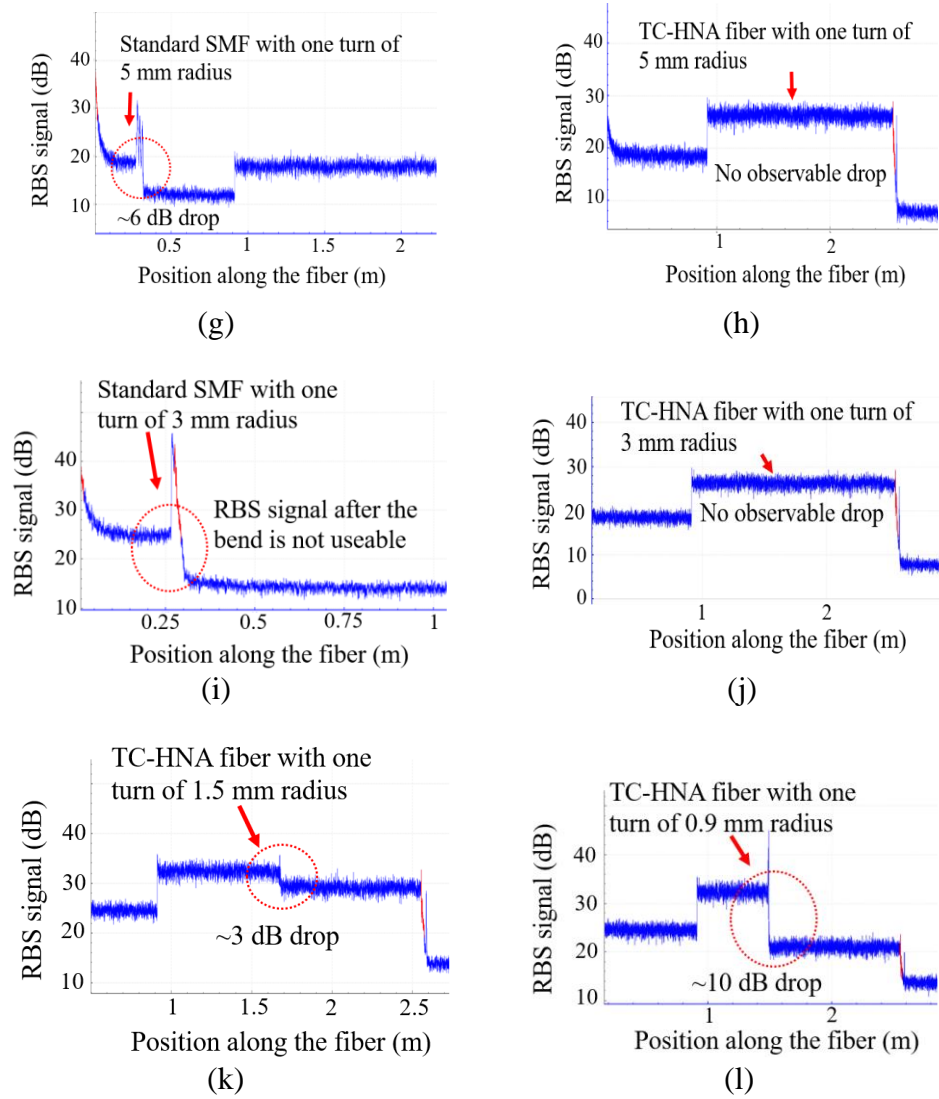 Standard SMF with one turn of
5 mm radius
RBS signal (dB)
40
30
20
10
~6 dB drop
0.5
1
1.5
2
Position along the fiber (m)
(g)
TC-HNA fiber with one turn of
5 mm radius
RBS signal (dB)
40
30
20
10
No observable drop
1
2
Position along the fiber (m)
(h)
Standard SMF with one
turn of 3 mm radius
RBS signal (dB)
40
30
20
10
RBS signal after the
bend is not useable
0.25
0.5
0.75
1
Position along the fiber (m)
(i)
TC-HNA fiber with one turn of
3 mm radius
RBS signal (dB)
40
30
20
10
0
No observable drop
1
2
Position along the fiber (m)
(j)
TC-HNA fiber with one
turn of 1.5 mm radius
RBS signal (dB)
40
30
20
10
~3 dB drop
1
1.5
2
2.5
Position along the fiber (m)
(k)
TC-HNA fiber with one
turn of 0.9 mm radius
RBS signal (dB)
40
30
20
10
~10 dB drop
1
2
Position along the fiber (m)
(l)